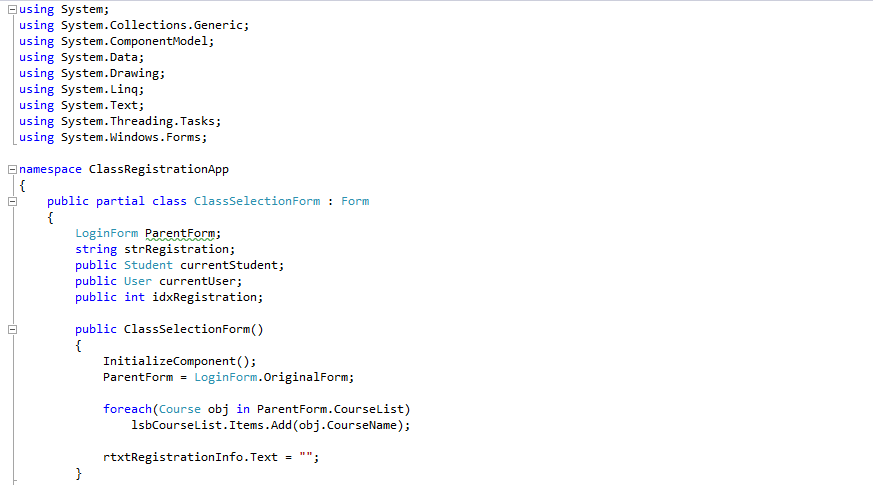 using System;
using System.Collections.Generic;
using System.ComponentModel;
using System.Data;
using System.Drawing;
using System.Linq;
using System.Text;
using System.Threading.Tasks;
using System.Windows.Forms;
namespace ClassRegistrationApp
{
public partial class ClassSelectionForm : Form
{
LoginForm ParentForm;
string strRegistration;
public Student currentStudent;
public User currentUser;
public int idxRegistration;
public ClassSelectionForm()
{
InitializeComponent();
ParentForm = LoginForm.OriginalForm;
foreach(Course obj in ParentForm.CourseList)
lsbCourseList.Items.Add(obj.CourseName);
rtxtRegistrationInfo.Text = "";
}